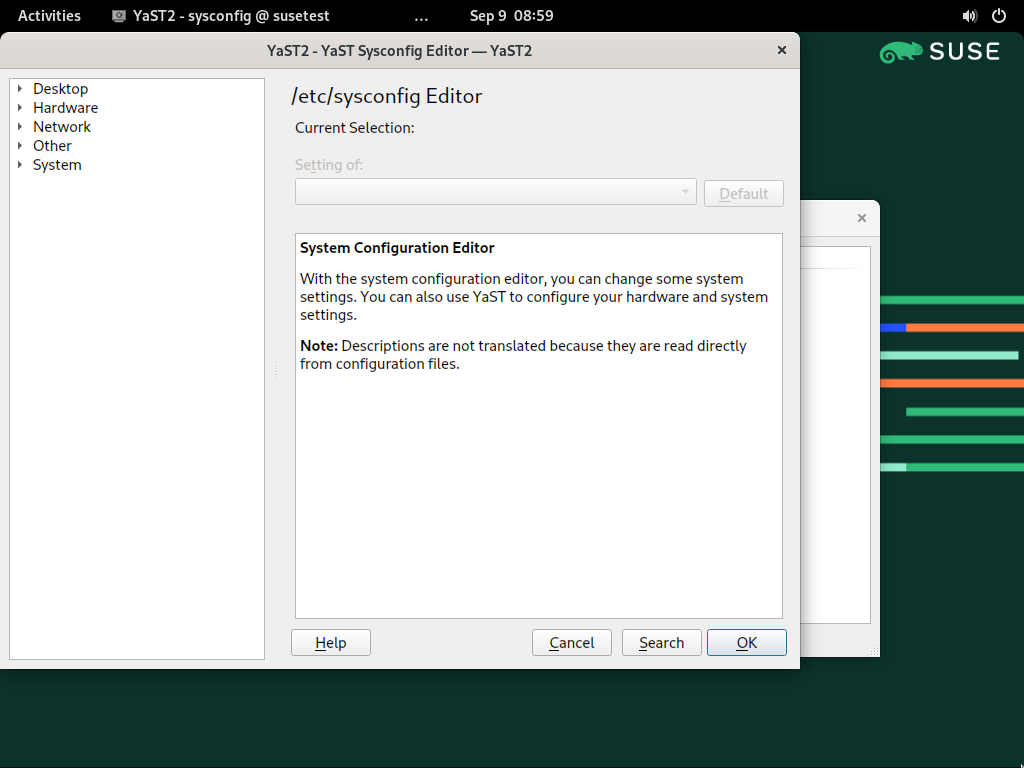 Activities
YaST2 - sysconfig @ susetest
...
Sep 9 08:59
YaST2 - YaST Sysconfig Editor — YaST2
SUSE
Desktop
Hardware
Network
Other
System
/etc/sysconfig Editor
Current Selection:
Setting of:
Default
System Configuration Editor
With the system configuration editor, you can change some system
settings. You can also use YaST to configure your hardware and system
settings.
Note: Descriptions are not translated because they are read directly
from configuration files.
Help
Cancel
Search
OK